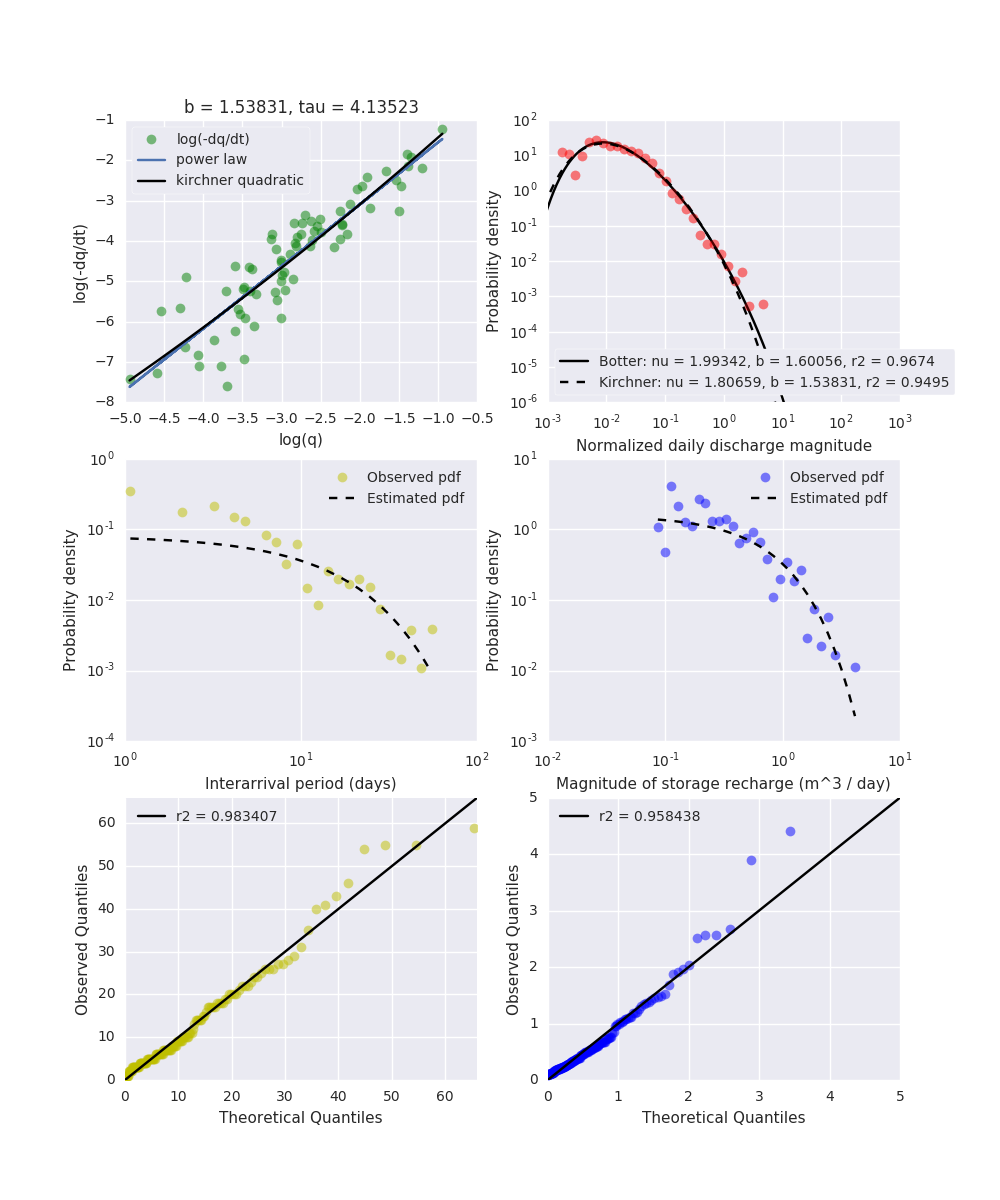 b = 1.53831, tau = 4.13523
−1
−2
−3
−4
−5
−6
−7
−8
log(-dq/dt)
log(-dq/dt)
power law
kirchner quadratic
−5.0 −4.5 −4.0 −3.5 −3.0 −2.5 −2.0 −1.5 −1.0 −0.5
log(q)
10^2
10^1
10^0
10^-1
10^-2
10^-3
10^-4
10^-5
10^-6
Probability density
Botter: nu = 1.99342, b = 1.60056, r2 = 0.9674
Kirchner: nu = 1.80659, b = 1.53831, r2 = 0.9495
10^-3 10^-2 10^-1 10^0 10^1 10^2 10^3
Normalized daily discharge magnitude
10^0
10^-1
10^-2
10^-3
10^-4
Probability density
Observed pdf
Estimated pdf
10^0 10^1 10^2
Interarrival period (days)
10^1
10^0
10^-1
10^-2
10^-3
Probability density
Observed pdf
Estimated pdf
10^-2 10^-1 10^0 10^1
Magnitude of storage recharge (m^3 / day)
60
50
40
30
20
10
0
Observed Quantiles
r2 = 0.983407
0 10 20 30 40 50 60
Theoretical Quantiles
5
4
3
2
1
0
Observed Quantiles
r2 = 0.958438
0 1 2 3 4 5
Theoretical Quantiles